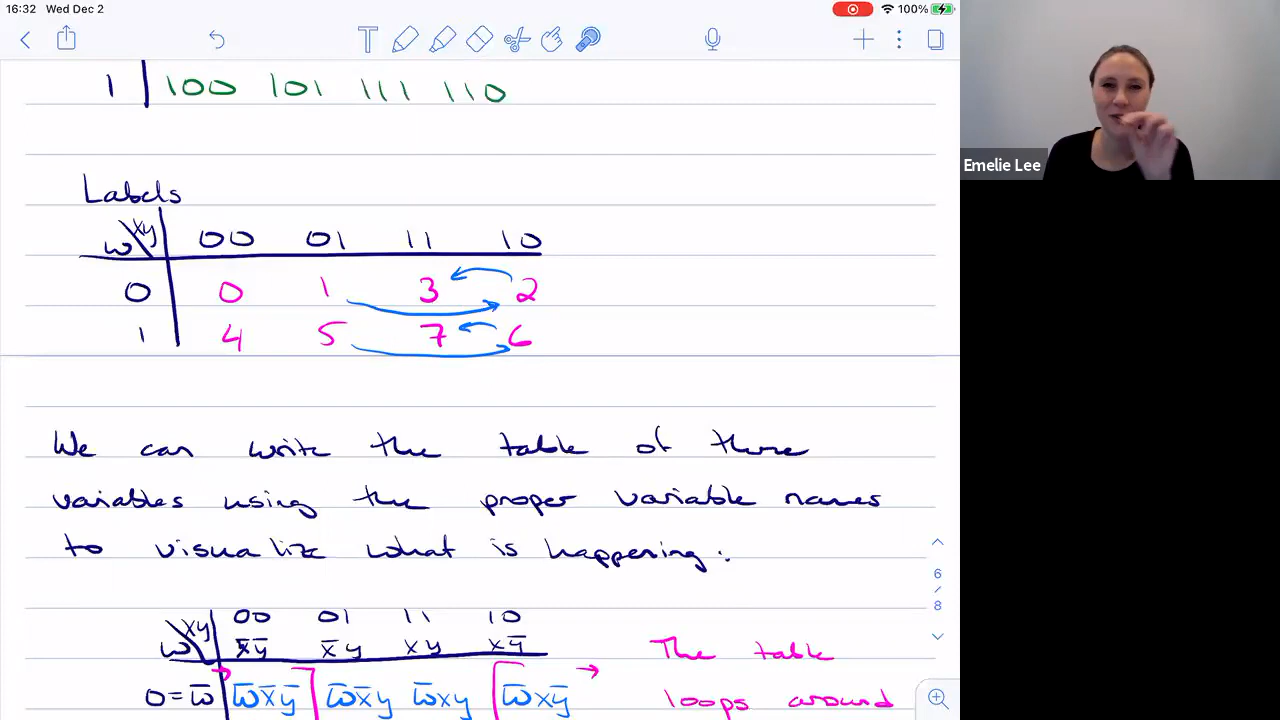 16:32 Wed Dec 2
100%
1 | 100 101 111 110
Emelie Lee
Labels
w\xy 00 01 11 10
0 0 1 3 2
1 4 5 7 6
We can write the table of three
variables using the proper variable names
to visualize what is happening:
6
/
8
00 01 11 10
w\xy x̅y̅ x̅y xy xy̅
The table
0=w̅ w̅x̅y̅ w̅x̅y w̅xy w̅xy̅
loops around